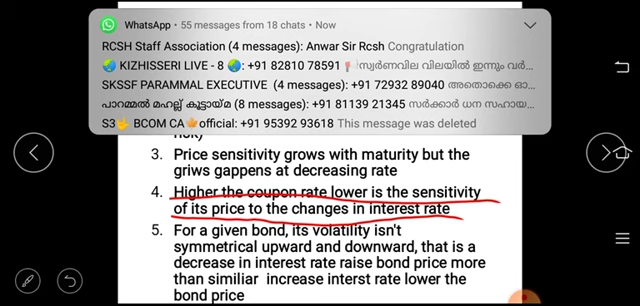 WhatsApp • 55 messages from 18 chats • Now
RCSH Staff Association (4 messages): Anwar Sir Rcsh Congratulation
KIZHISSERI LIVE - 8 : +91 82810 78591 സ്വർണവില വിലയിൽ ഇന്നും വർ...
SKSSF PARAMMAL EXECUTIVE (4 messages): +91 72932 89040 അതൊക്കെ ഓ...
പാറമ്മൽ മഹല്ല് കൂട്ടായ്മ (8 messages): +91 81139 21345 സർക്കാർ ധന സഹായ...
S3 BCOM CA official: +91 95392 93618 This message was deleted
risk)
3. Price sensitivity grows with maturity but the
griws gappens at decreasing rate
4. Higher the coupon rate lower is the sensitivity
of its price to the changes in interest rate
5. For a given bond, its volatility isn't
symmetrical upward and downward, that is a
decrease in interest rate raise bond price more
than similiar increase interst rate lower the
bond price